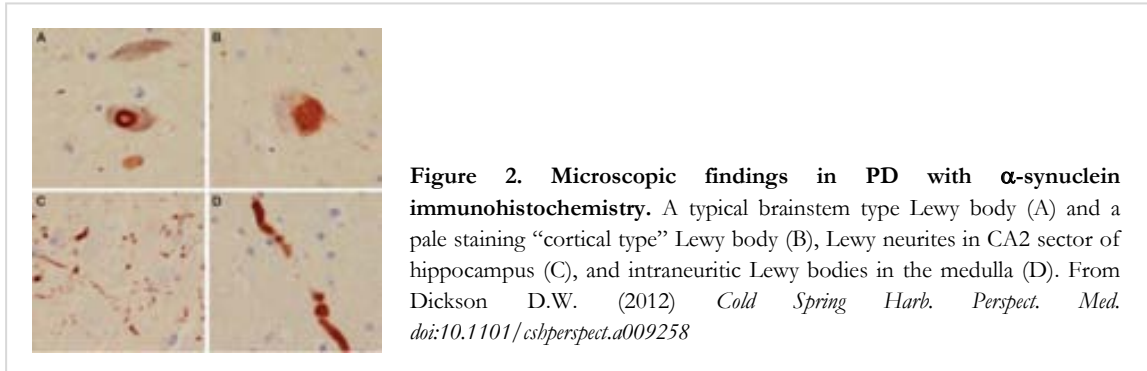 A
B
C
D
Figure 2. Microscopic findings in PD with α-synuclein
immunohistochemistry. A typical brainstem type Lewy body (A) and a
pale staining “cortical type” Lewy body (B), Lewy neurites in CA2 sector of
hippocampus (C), and intraneuritic Lewy bodies in the medulla (D). From
Dickson D.W. (2012) Cold Spring Harb. Perspect. Med.
doi:10.1101/cshperspect.a009258